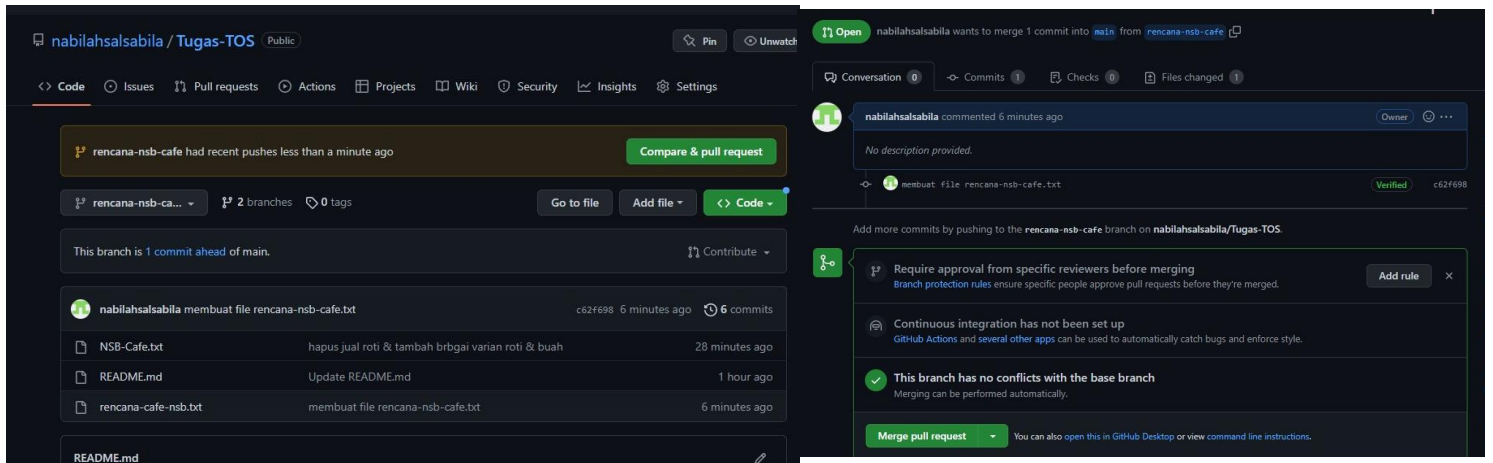 nabilahsalsabila / Tugas-TOS Public
Pin Unwatch
Code Issues Pull requests Actions Projects Wiki Security Insights Settings
rencana-nsb-cafe had recent pushes less than a minute ago
Compare & pull request
rencana-nsb-ca... 2 branches 0 tags Go to file Add file Code
This branch is 1 commit ahead of main.
Contribute
nabilahsalsabila membuat file rencana-nsb-cafe.txt c62f698 6 minutes ago 6 commits
NSB-Cafe.txt hapus jual roti & tambah brbgai varian roti & buah 28 minutes ago
README.md Update README.md 1 hour ago
rencana-cafe-nsb.txt membuat file rencana-nsb-cafe.txt 6 minutes ago
README.md
Open nabilahsalsabila wants to merge 1 commit into main from rencana-nsb-cafe
Conversation 0 Commits 1 Checks 0 Files changed 1
nabilahsalsabila commented 6 minutes ago Owner ...
No description provided.
membuat file rencana-nsb-cafe.txt Verified c62f698
Add more commits by pushing to the rencana-nsb-cafe branch on nabilahsalsabila/Tugas-TOS.
Require approval from specific reviewers before merging
Branch protection rules ensure specific people approve pull requests before they're merged.
Add rule ×
Continuous integration has not been set up
GitHub Actions and several other apps can be used to automatically catch bugs and enforce style.
This branch has no conflicts with the base branch
Merging can be performed automatically.
Merge pull request You can also open this in GitHub Desktop or view command line instructions.